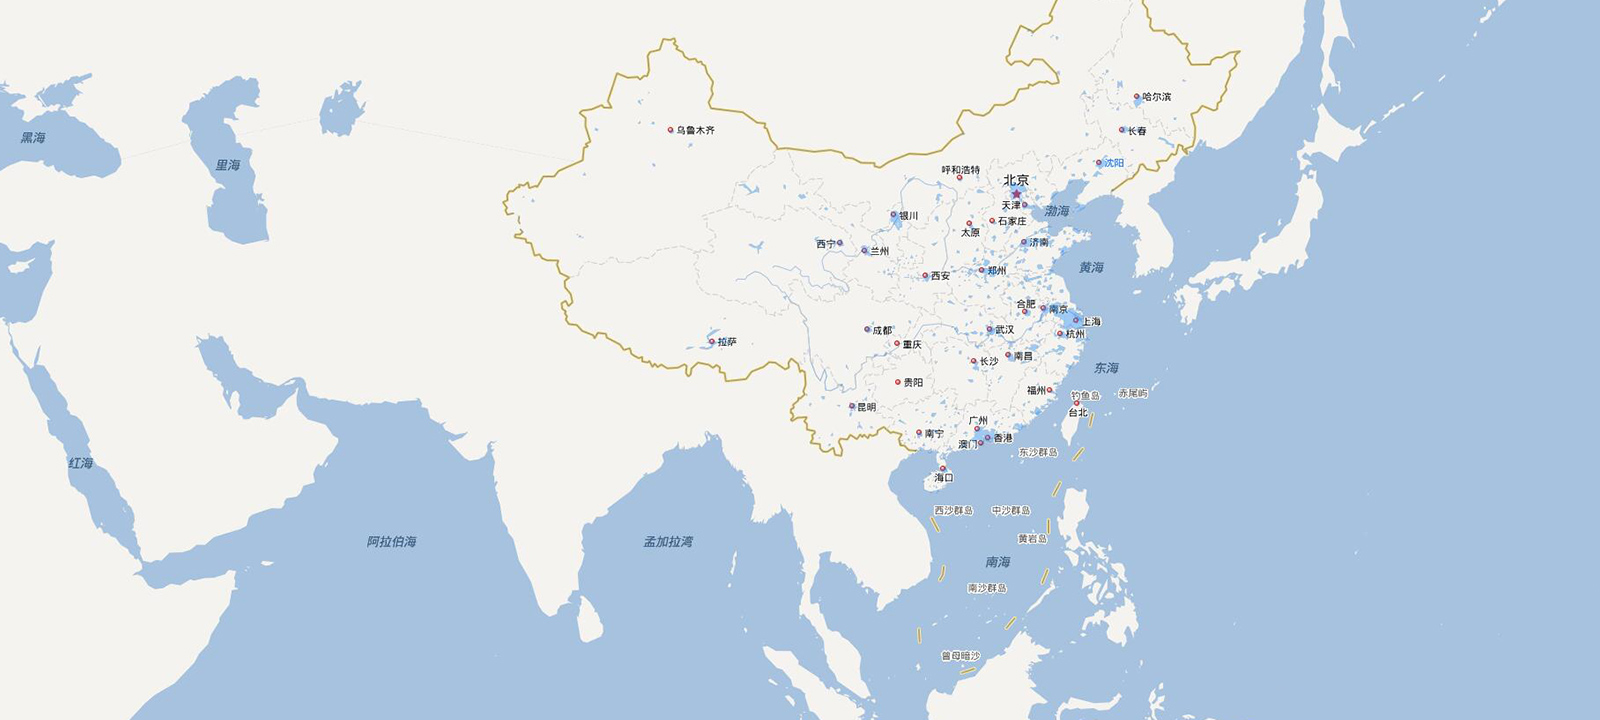 哈尔滨
长春
乌鲁木齐
黑海
里海
沈阳
呼和浩特
北京
天津
渤海
银川
石家庄
太原
西宁
兰州
济南
黄海
西安
郑州
合肥
南京
上海
成都
武汉
杭州
拉萨
重庆
南昌
长沙
东海
贵阳
福州
钓鱼岛
赤尾屿
昆明
台北
广州
南宁
香港
澳门
东沙群岛
红海
海口
西沙群岛
中沙群岛
黄岩岛
阿拉伯海
孟加拉湾
南海
南沙群岛
曾母暗沙